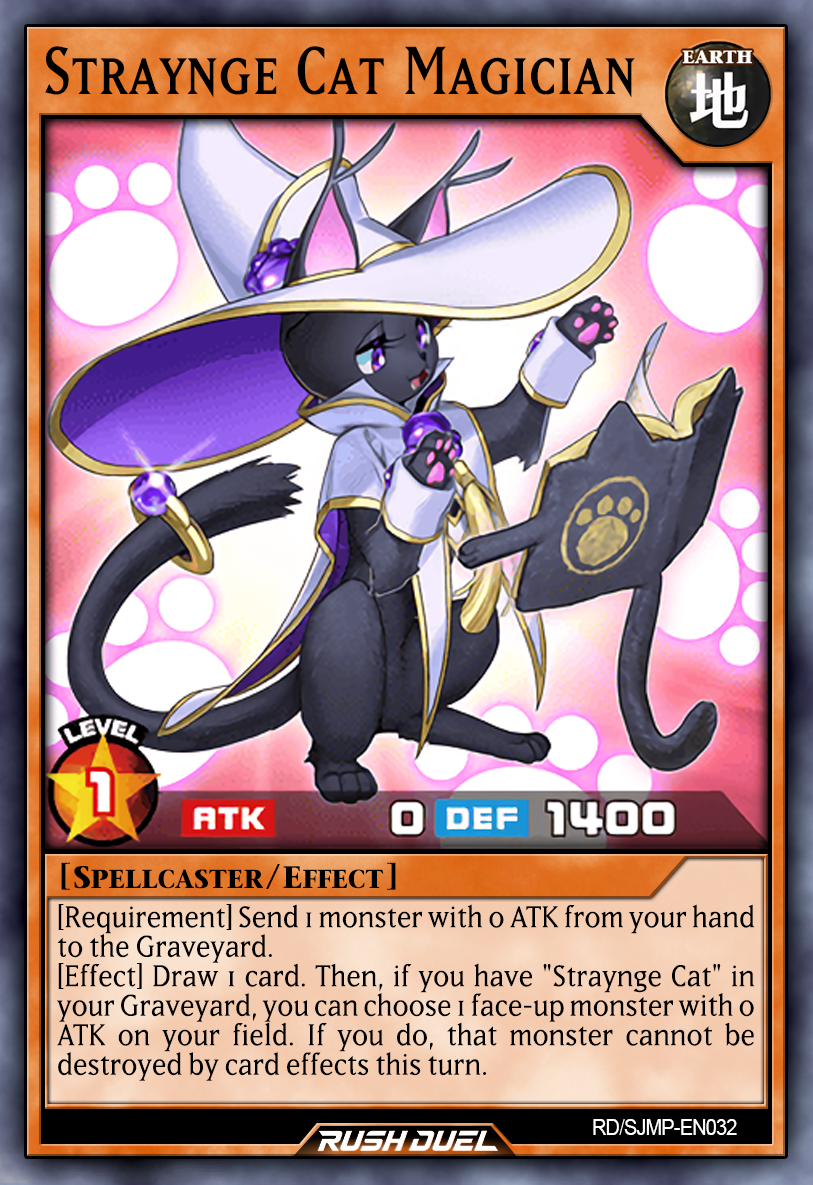 Straynge Cat Magician
EARTH
地
LEVEL
1
ATK 0 DEF 1400
[Spellcaster/Effect]
[Requirement] Send 1 monster with 0 ATK from your hand
to the Graveyard.
[Effect] Draw 1 card. Then, if you have "Straynge Cat" in
your Graveyard, you can choose 1 face-up monster with 0
ATK on your field. If you do, that monster cannot be
destroyed by card effects this turn.
RD/SJMP-EN032
RUSH DUEL